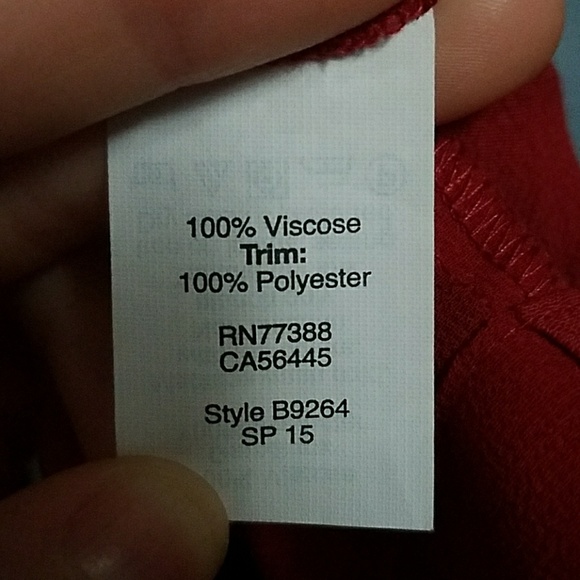 100% Viscose
Trim:
100% Polyester
RN77388
CA56445
Style B9264
SP 15